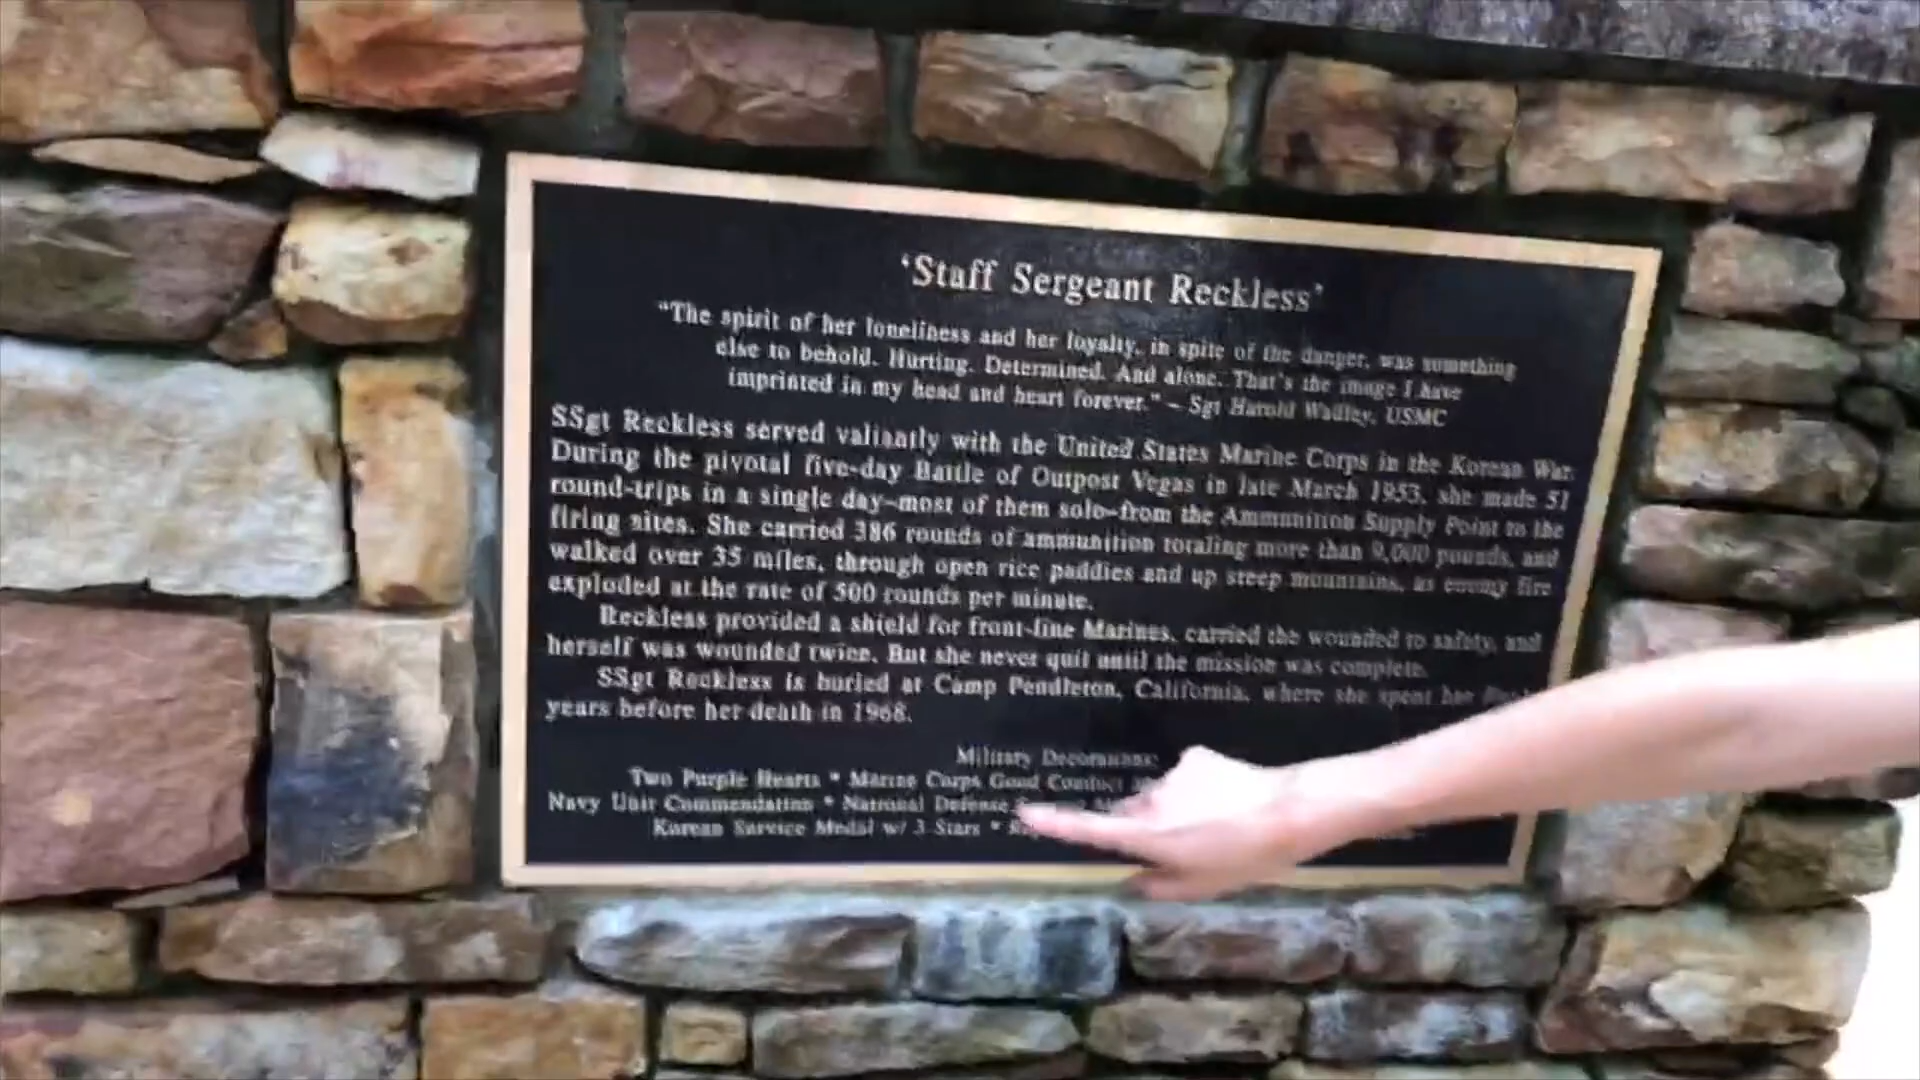 ‘Staff Sergeant Reckless’
“The spirit of her loneliness and her loyalty, in spite of the danger, was something
else to behold. Hurting. Determined. And alone. That’s the image I have
imprinted in my head and heart forever.” – Sgt Harold Wadley, USMC
SSgt Reckless served valiantly with the United States Marine Corps in the Korean War.
During the pivotal five-day Battle of Outpost Vegas in late March 1953, she made 51
round-trips in a single day–most of them solo–from the Ammunition Supply Point to the
firing sites. She carried 386 rounds of ammunition totaling more than 9,000 pounds, and
walked over 35 miles, through open rice paddies and up steep mountains, as enemy fire
exploded at the rate of 500 rounds per minute.
Reckless provided a shield for front-line Marines, carried the wounded to safety, and
herself was wounded twice. But she never quit until the mission was complete.
SSgt Reckless is buried at Camp Pendleton, California, where she spent her
years before her death in 1968.
Military Decorations:
Two Purple Hearts * Marine Corps Good Conduct
Navy Unit Commendation * National Defense
Korean Service Medal w/ 3 Stars *